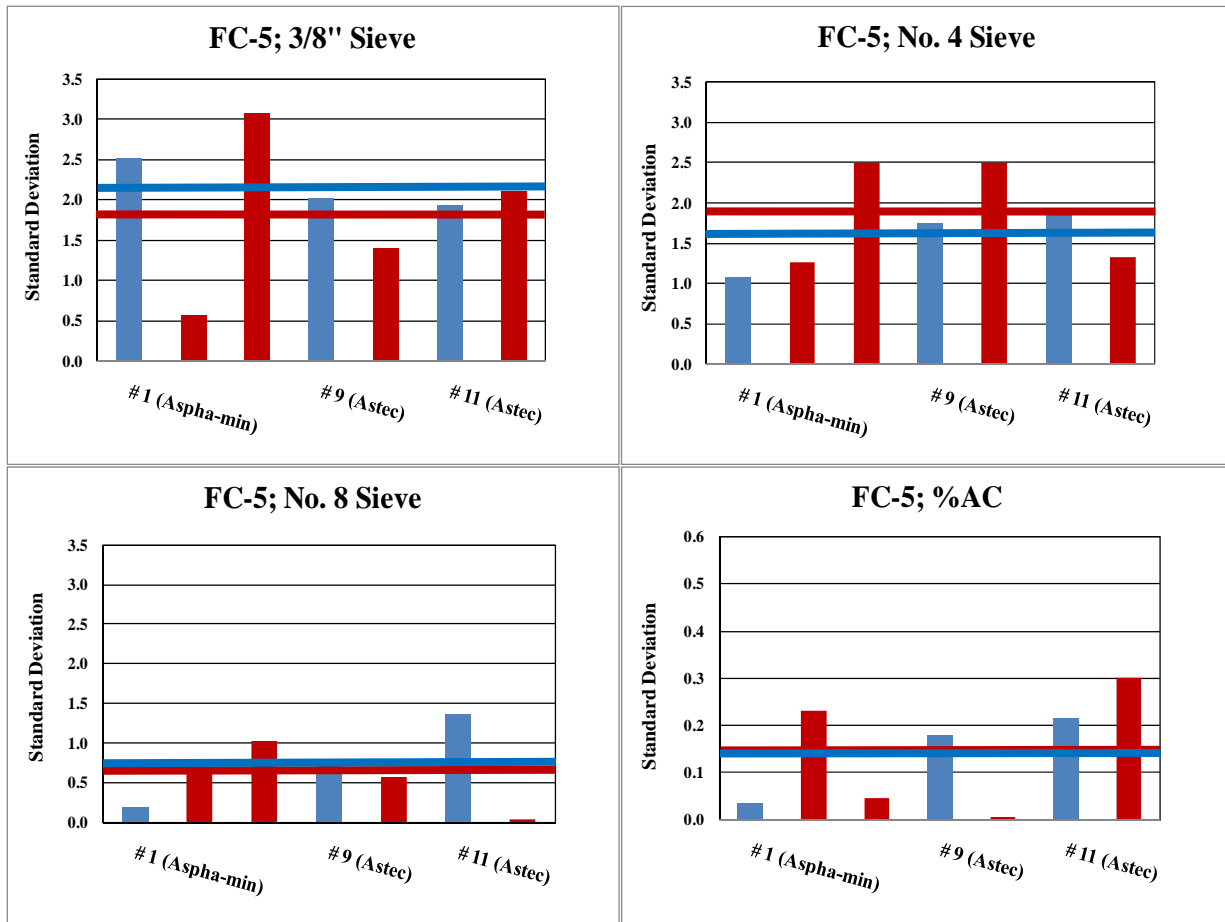 FC-5; 3/8" Sieve
Standard Deviation
3.5
3.0
2.5
2.0
1.5
1.0
0.5
0.0
# 1 (Aspha-min)
# 9 (Astec)
# 11 (Astec)
FC-5; No. 4 Sieve
Standard Deviation
3.5
3.0
2.5
2.0
1.5
1.0
0.5
0.0
# 1 (Aspha-min)
# 9 (Astec)
# 11 (Astec)
FC-5; No. 8 Sieve
Standard Deviation
3.5
3.0
2.5
2.0
1.5
1.0
0.5
0.0
# 1 (Aspha-min)
# 9 (Astec)
# 11 (Astec)
FC-5; %AC
Standard Deviation
0.6
0.5
0.4
0.3
0.2
0.1
0.0
# 1 (Aspha-min)
# 9 (Astec)
# 11 (Astec)